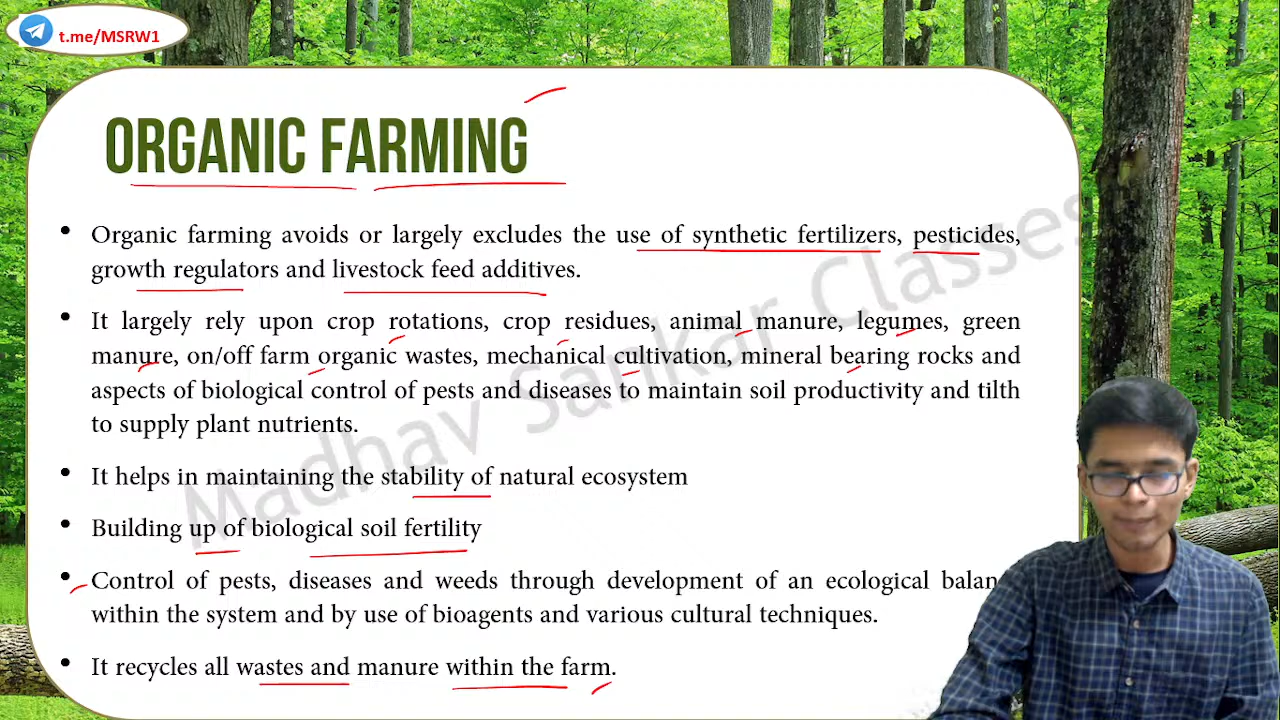 t.me/MSRW1
ORGANIC FARMING
• Organic farming avoids or largely excludes the use of synthetic fertilizers, pesticides,
growth regulators and livestock feed additives.
• It largely rely upon crop rotations, crop residues, animal manure, legumes, green
manure, on/off farm organic wastes, mechanical cultivation, mineral bearing rocks and
aspects of biological control of pests and diseases to maintain soil productivity and tilth
to supply plant nutrients.
• It helps in maintaining the stability of natural ecosystem
• Building up of biological soil fertility
• Control of pests, diseases and weeds through development of an ecological balan
within the system and by use of bioagents and various cultural techniques.
• It recycles all wastes and manure within the farm.
Madhav Sankar Classes